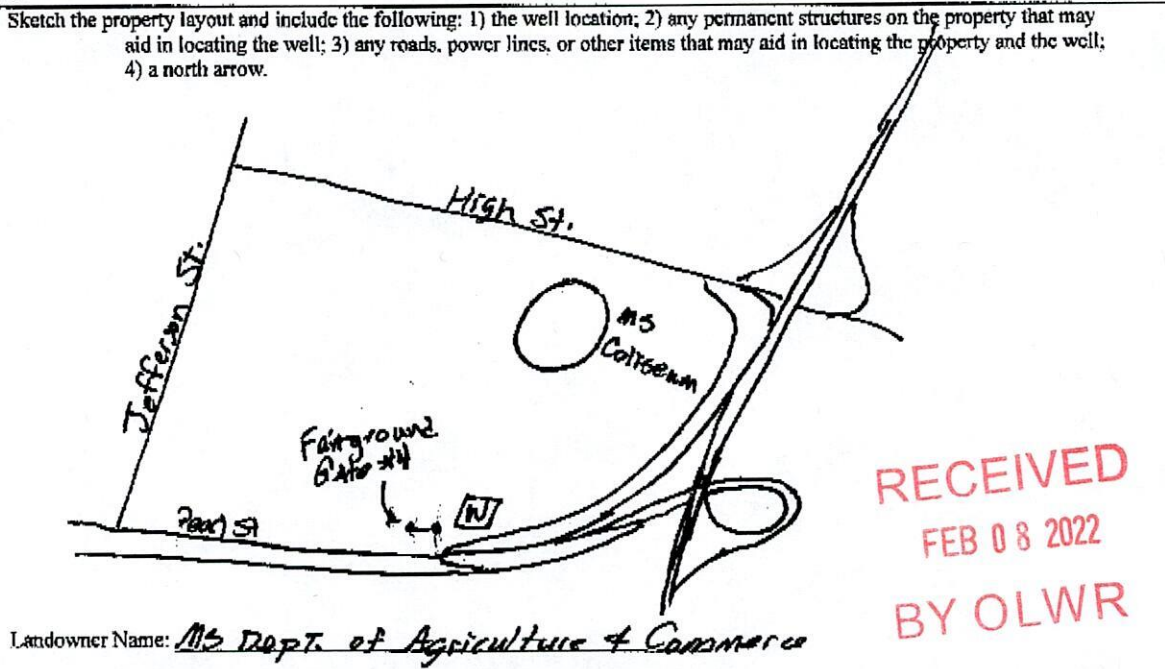 Sketch the property layout and include the following: 1) the well location; 2) any permanent structures on the property that may
aid in locating the well; 3) any roads, power lines, or other items that may aid in locating the property and the well;
4) a north arrow.
High St.
Jefferson St.
MS
Coliseum
Fairground
Gate #4
W
Pearl St
RECEIVED
FEB 08 2022
BY OLWR
Landowner Name: MS Dept. of Agriculture & Commerce